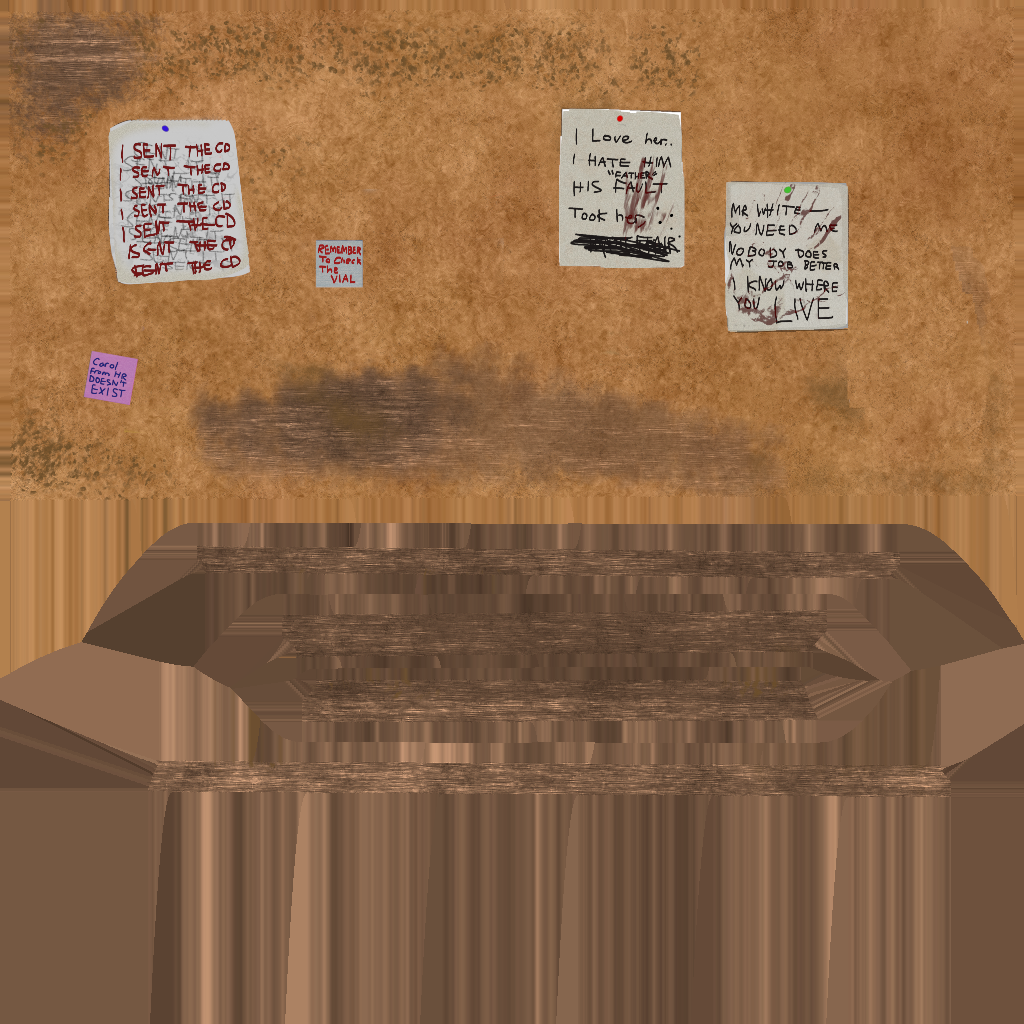 I SENT THE CD
I SENT THE CD
I SENT THE CD
I SENT THE CD
I SENT THE CD
I SENT THE CD
SENT THE CD
REMEMBER
To Check
The
VIAL
Carol
From HR
DOESN'T
EXIST
I Love her..
I HATE HIM
"FATHER"
HIS FAULT
Took her
MR WHITE
YOU NEED ME
NOBODY DOES
MY JOB BETTER
I KNOW WHERE
YOU LIVE